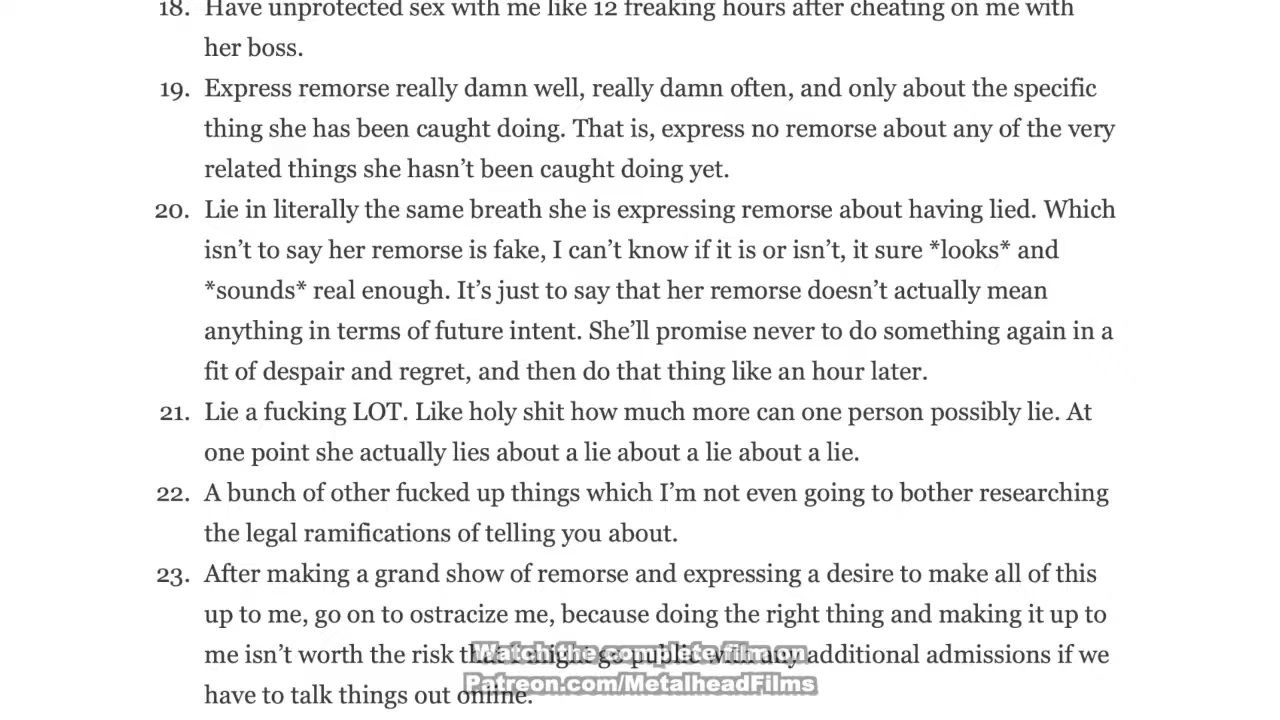 18. Have unprotected sex with me like 12 freaking hours after cheating on me with
her boss.
19. Express remorse really damn well, really damn often, and only about the specific
thing she has been caught doing. That is, express no remorse about any of the very
related things she hasn’t been caught doing yet.
20. Lie in literally the same breath she is expressing remorse about having lied. Which
isn’t to say her remorse is fake, I can’t know if it is or isn’t, it sure *looks* and
*sounds* real enough. It’s just to say that her remorse doesn’t actually mean
anything in terms of future intent. She’ll promise never to do something again in a
fit of despair and regret, and then do that thing like an hour later.
21. Lie a fucking LOT. Like holy shit how much more can one person possibly lie. At
one point she actually lies about a lie about a lie about a lie.
22. A bunch of other fucked up things which I’m not even going to bother researching
the legal ramifications of telling you about.
23. After making a grand show of remorse and expressing a desire to make all of this
up to me, go on to ostracize me, because doing the right thing and making it up to
me isn’t worth the risk that I might go public with any additional admissions if we
have to talk things out online.
Watch the complete film on
Patreon.com/MetalheadFilms